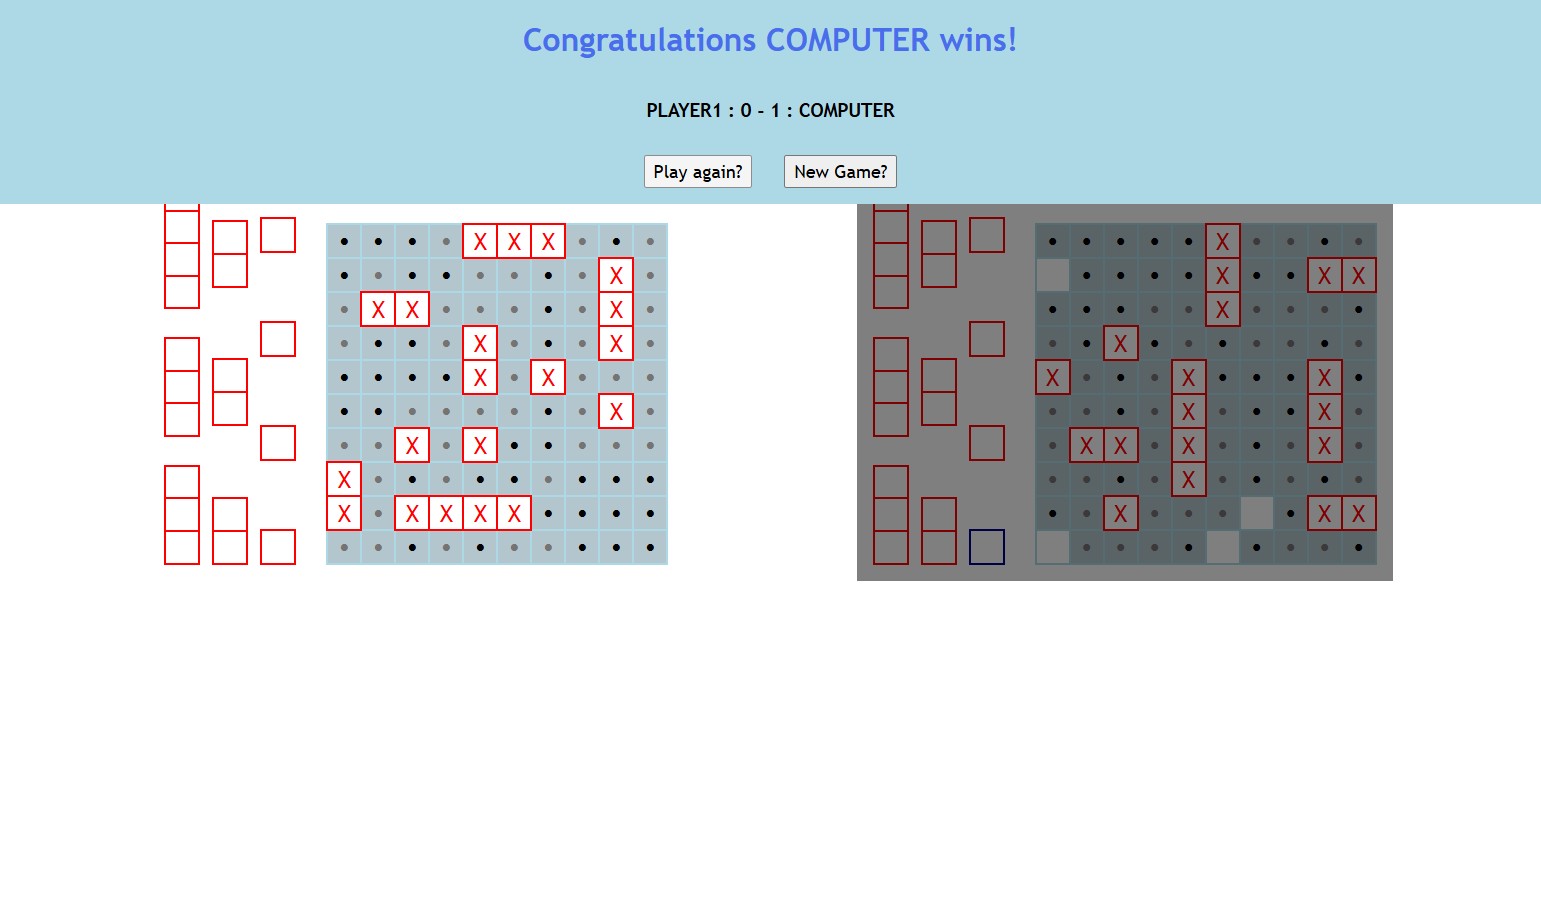 Congratulations COMPUTER wins!
PLAYER1 : 0 - 1 : COMPUTER
Play again? New Game?
X X X X
X X X X
X X X X
X X X
X X X X X
X X X
X X X X X
X X
X X X X X X X X